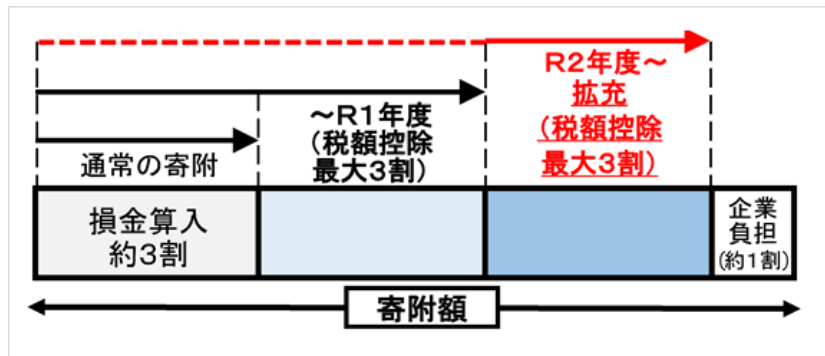 R2年度～
拡充
（税額控除
最大3割）
～R1年度
（税額控除
最大3割）
通常の寄附
損金算入
約3割
企業
負担
(約1割)
寄附額